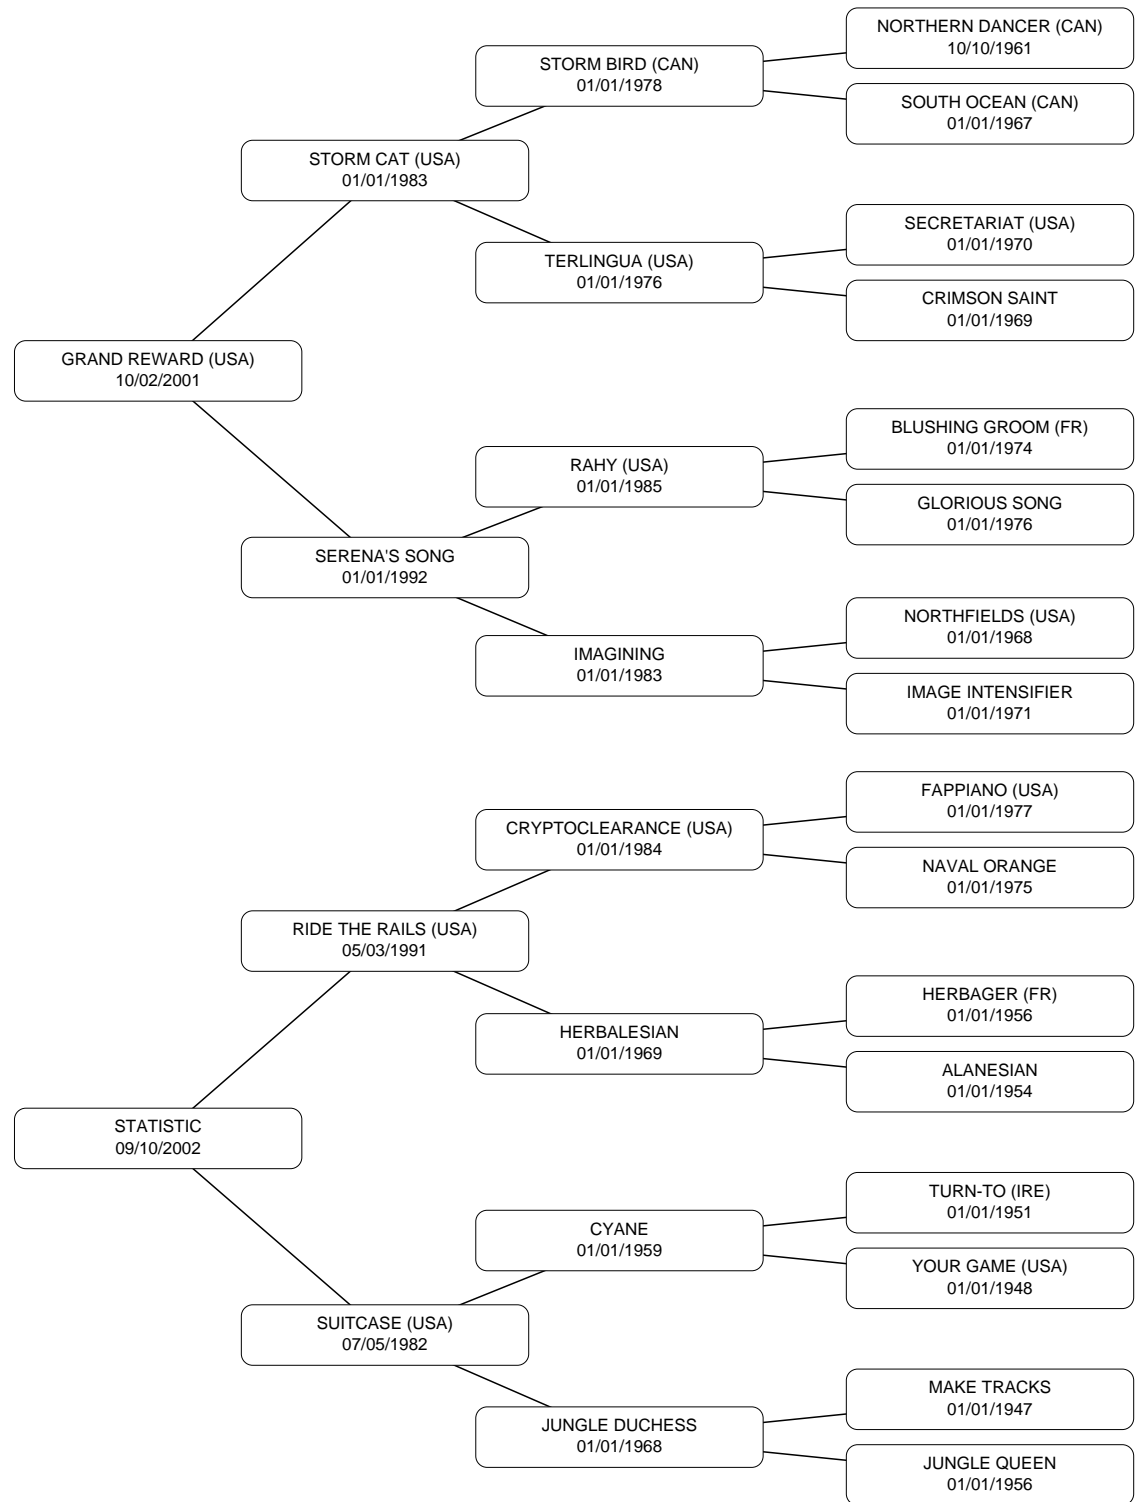 NORTHERN DANCER (CAN)
10/10/1961
STORM BIRD (CAN)
01/01/1978
SOUTH OCEAN (CAN)
01/01/1967
STORM CAT (USA)
01/01/1983
SECRETARIAT (USA)
01/01/1970
TERLINGUA (USA)
01/01/1976
CRIMSON SAINT
01/01/1969
GRAND REWARD (USA)
10/02/2001
BLUSHING GROOM (FR)
01/01/1974
RAHY (USA)
01/01/1985
GLORIOUS SONG
01/01/1976
SERENA'S SONG
01/01/1992
NORTHFIELDS (USA)
01/01/1968
IMAGINING
01/01/1983
IMAGE INTENSIFIER
01/01/1971
FAPPIANO (USA)
01/01/1977
CRYPTOCLEARANCE (USA)
01/01/1984
NAVAL ORANGE
01/01/1975
RIDE THE RAILS (USA)
05/03/1991
HERBAGER (FR)
01/01/1956
HERBALESIAN
01/01/1969
ALANESIAN
01/01/1954
STATISTIC
09/10/2002
TURN-TO (IRE)
01/01/1951
CYANE
01/01/1959
YOUR GAME (USA)
01/01/1948
SUITCASE (USA)
07/05/1982
MAKE TRACKS
01/01/1947
JUNGLE DUCHESS
01/01/1968
JUNGLE QUEEN
01/01/1956